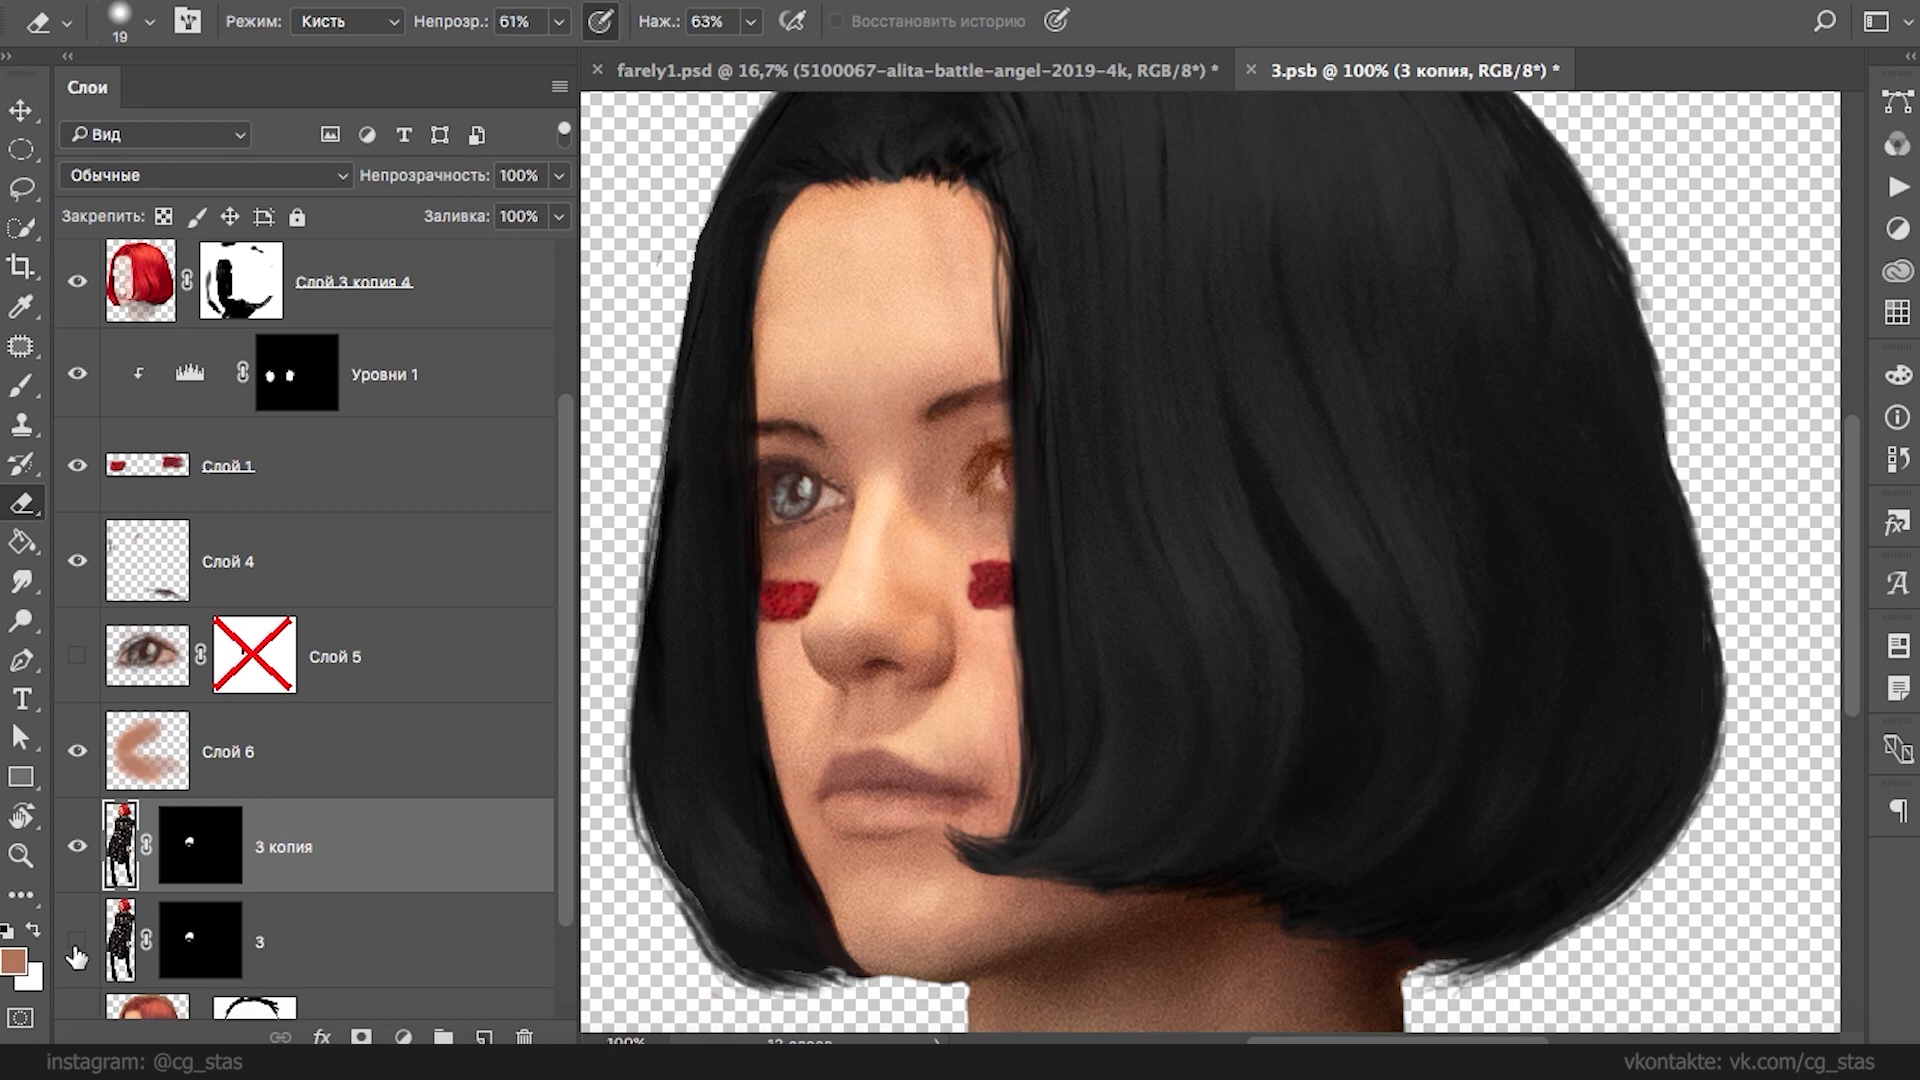 19
Режим: Кисть Непрозр.: 61% Наж.: 63% Восстановить историю
Слои
farely1.psd @ 16,7% (5100067-alita-battle-angel-2019-4k, RGB/8*) *
3.psb @ 100% (3 копия, RGB/8*) *
Вид
Обычные Непрозрачность: 100%
Закрепить: Заливка: 100%
Слой 3 копия 4
Уровни 1
Слой 1
Слой 4
Слой 5
Слой 6
3 копия
3
fx
instagram: @cg_stas
vkontakte: vk.com/cg_stas